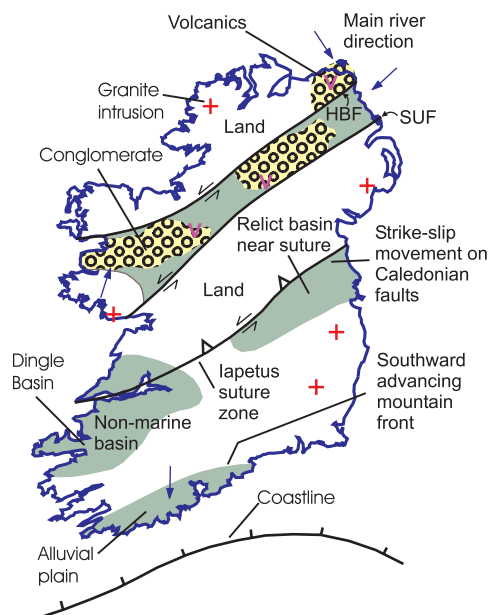 Volcanics
Main river
direction
Granite
intrusion
HBF
SUF
Land
Conglomerate
V
V
V
Relict basin
near suture
Strike-slip
movement on
Caledonian
faults
Land
Dingle
Basin
Iapetus
suture
zone
Southward
advancing
mountain
front
Non-marine
basin
Coastline
Alluvial
plain